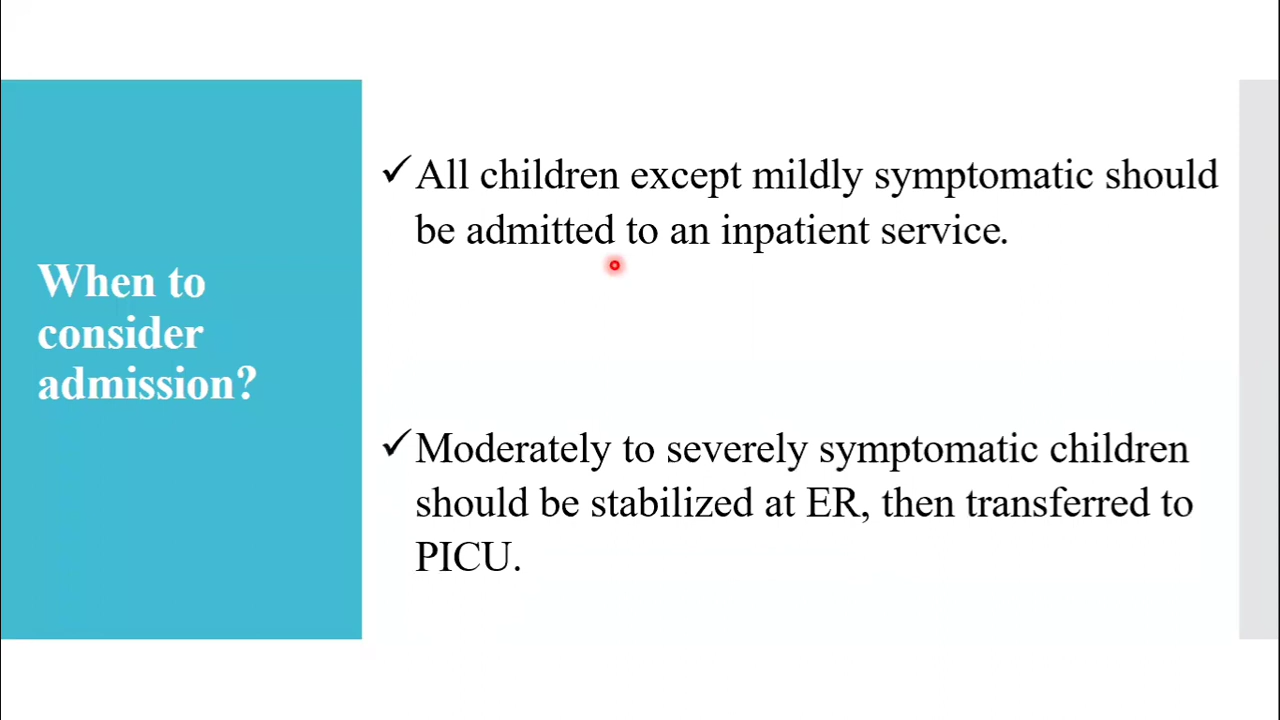 When to
consider
admission?
✓All children except mildly symptomatic should
be admitted to an inpatient service.
✓Moderately to severely symptomatic children
should be stabilized at ER, then transferred to
PICU.